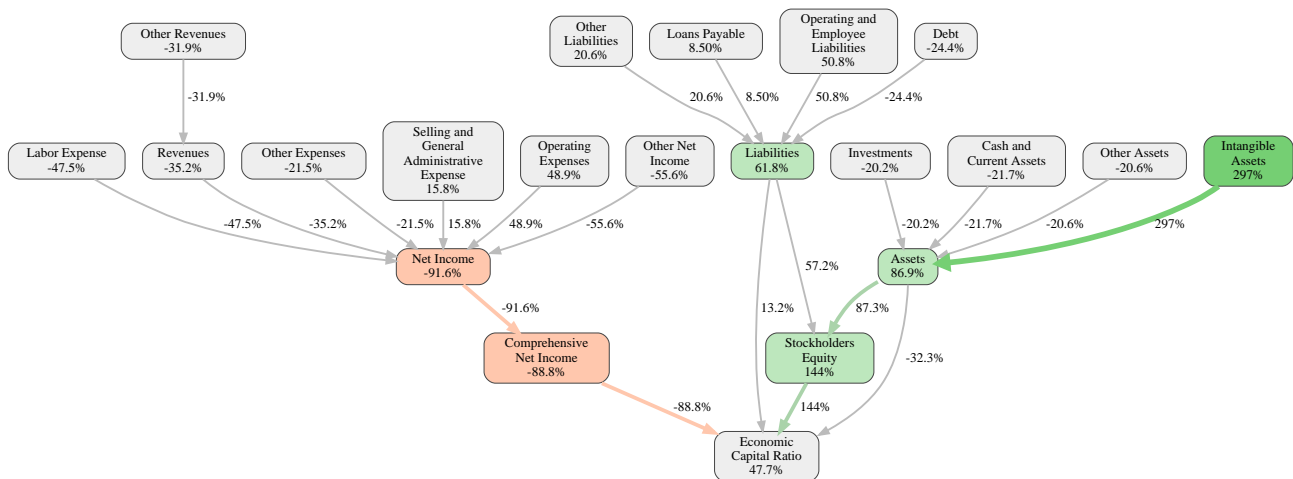 Other Revenues
-31.9%
Other
Liabilities
20.6%
Loans Payable
8.50%
Operating and
Employee
Liabilities
50.8%
Debt
-24.4%
-31.9%
20.6%
8.50%
50.8%
-24.4%
Labor Expense
-47.5%
Revenues
-35.2%
Other Expenses
-21.5%
Selling and
General
Administrative
Expense
15.8%
Operating
Expenses
48.9%
Other Net
Income
-55.6%
Liabilities
61.8%
Investments
-20.2%
Cash and
Current Assets
-21.7%
Other Assets
-20.6%
Intangible
Assets
297%
-47.5%
-35.2%
-21.5%
15.8%
48.9%
-55.6%
-20.2%
-21.7%
-20.6%
297%
Net Income
-91.6%
57.2%
Assets
86.9%
-91.6%
13.2%
87.3%
Comprehensive
Net Income
-88.8%
Stockholders
Equity
144%
-32.3%
-88.8%
144%
Economic
Capital Ratio
47.7%